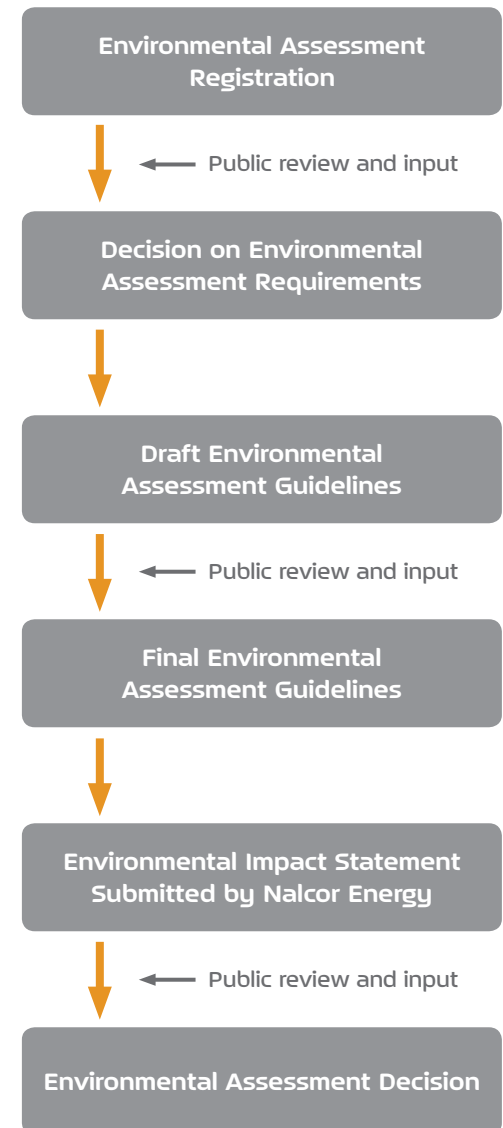 Environmental Assessment
Registration
Public review and input
Decision on Environmental
Assessment Requirements
Draft Environmental
Assessment Guidelines
Public review and input
Final Environmental
Assessment Guidelines
Environmental Impact Statement
Submitted by Nalcor Energy
Public review and input
Environmental Assessment Decision